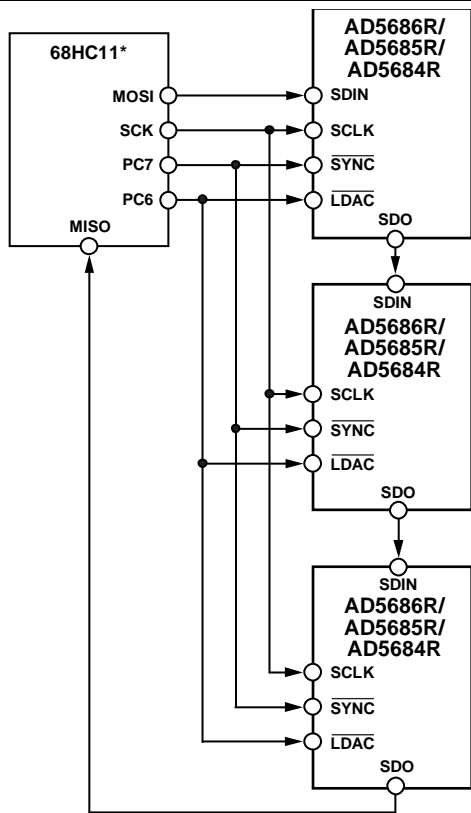 68HC11*
MOSI
SCK
PC7
PC6
MISO
AD5686R/
AD5685R/
AD5684R
SDIN
SCLK
SYNC
LDAC
SDO
SDIN
AD5686R/
AD5685R/
AD5684R
SCLK
SYNC
LDAC
SDO
SDIN
AD5686R/
AD5685R/
AD5684R
SCLK
SYNC
LDAC
SDO